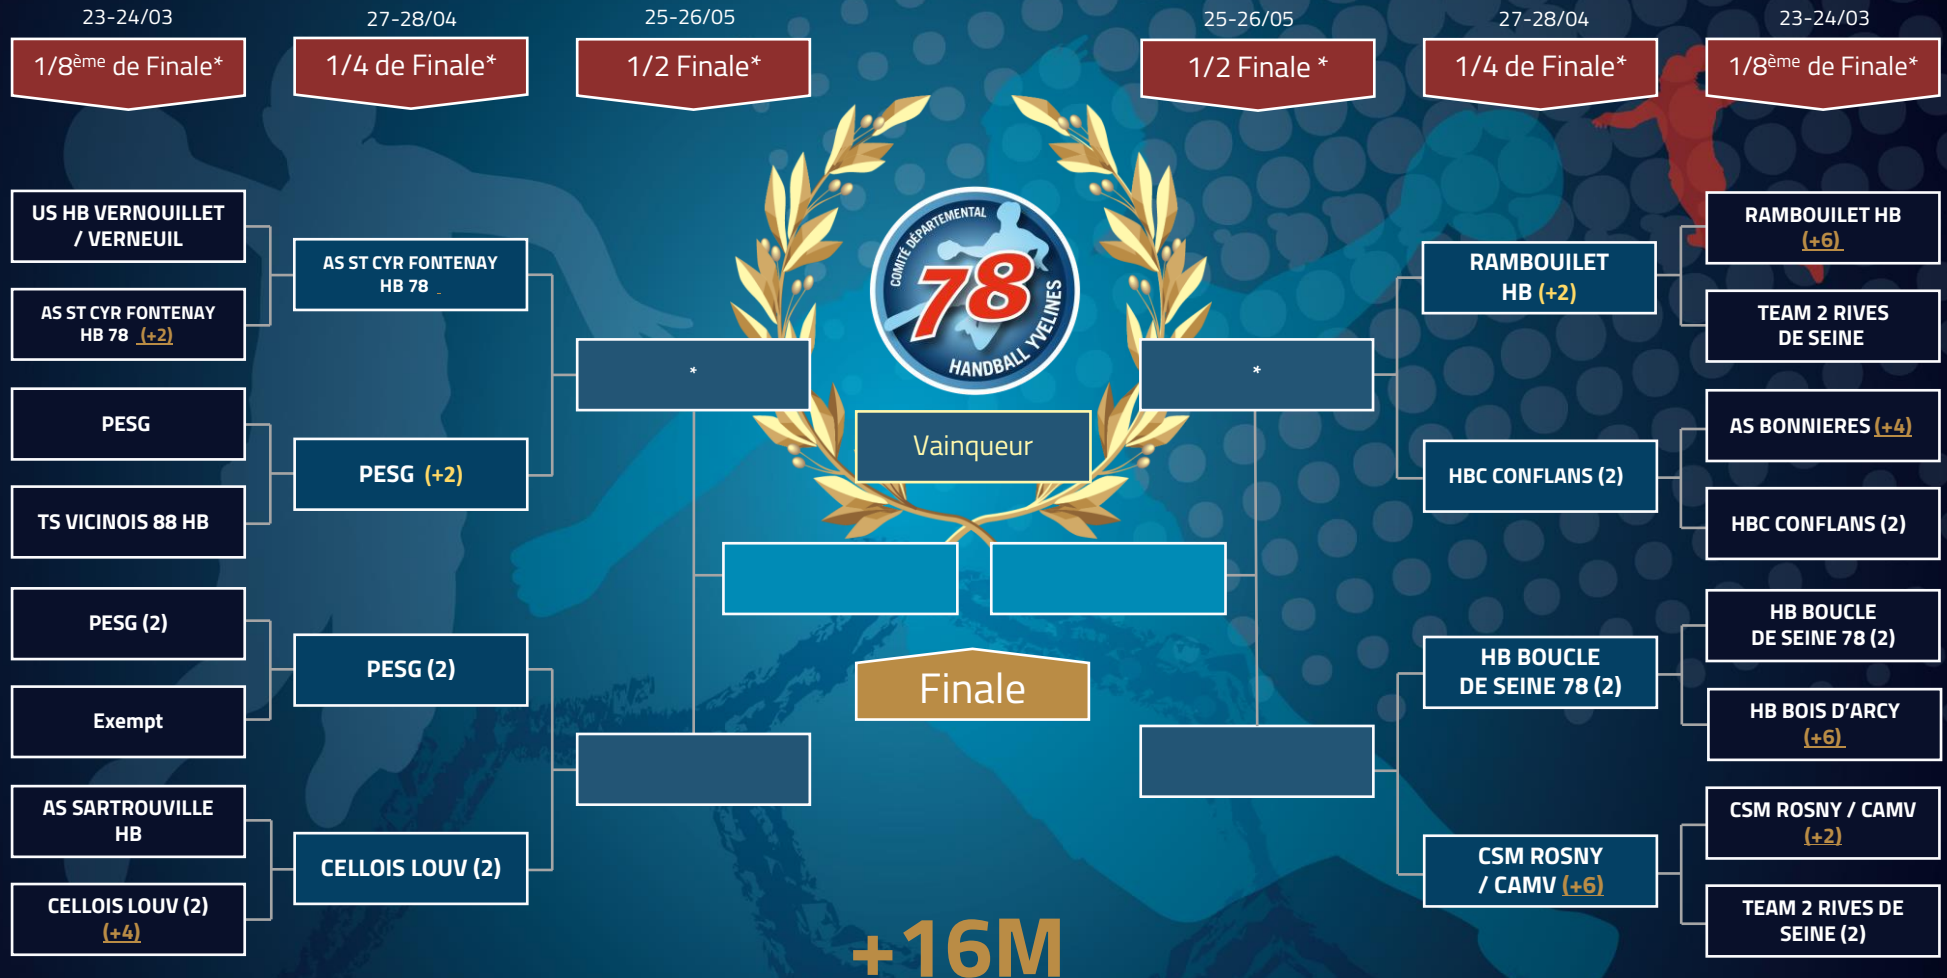 23-24/03
27-28/04
25-26/05
25-26/05
27-28/04
23-24/03
1/8ème de Finale*
1/4 de Finale*
1/2 Finale*
1/2 Finale *
1/4 de Finale*
1/8ème de Finale*
US HB VERNOUILLET
/ VERNEUIL
AS ST CYR FONTENAY
HB 78 (+2)
PESG
TS VICINOIS 88 HB
PESG (2)
Exempt
AS SARTROUVILLE
HB
CELLOIS LOUV (2)
(+4)
AS ST CYR FONTENAY
HB 78
PESG (+2)
PESG (2)
CELLOIS LOUV (2)
*
COMITÉ DÉPARTEMENTAL
78
HANDBALL YVELINES
Vainqueur
Finale
+16M
*
RAMBOUILET
HB (+2)
HBC CONFLANS (2)
HB BOUCLE
DE SEINE 78 (2)
CSM ROSNY
/ CAMV (+6)
RAMBOUILET HB
(+6)
TEAM 2 RIVES
DE SEINE
AS BONNIERES (+4)
HBC CONFLANS (2)
HB BOUCLE
DE SEINE 78 (2)
HB BOIS D'ARCY
(+6)
CSM ROSNY / CAMV
(+2)
TEAM 2 RIVES DE
SEINE (2)